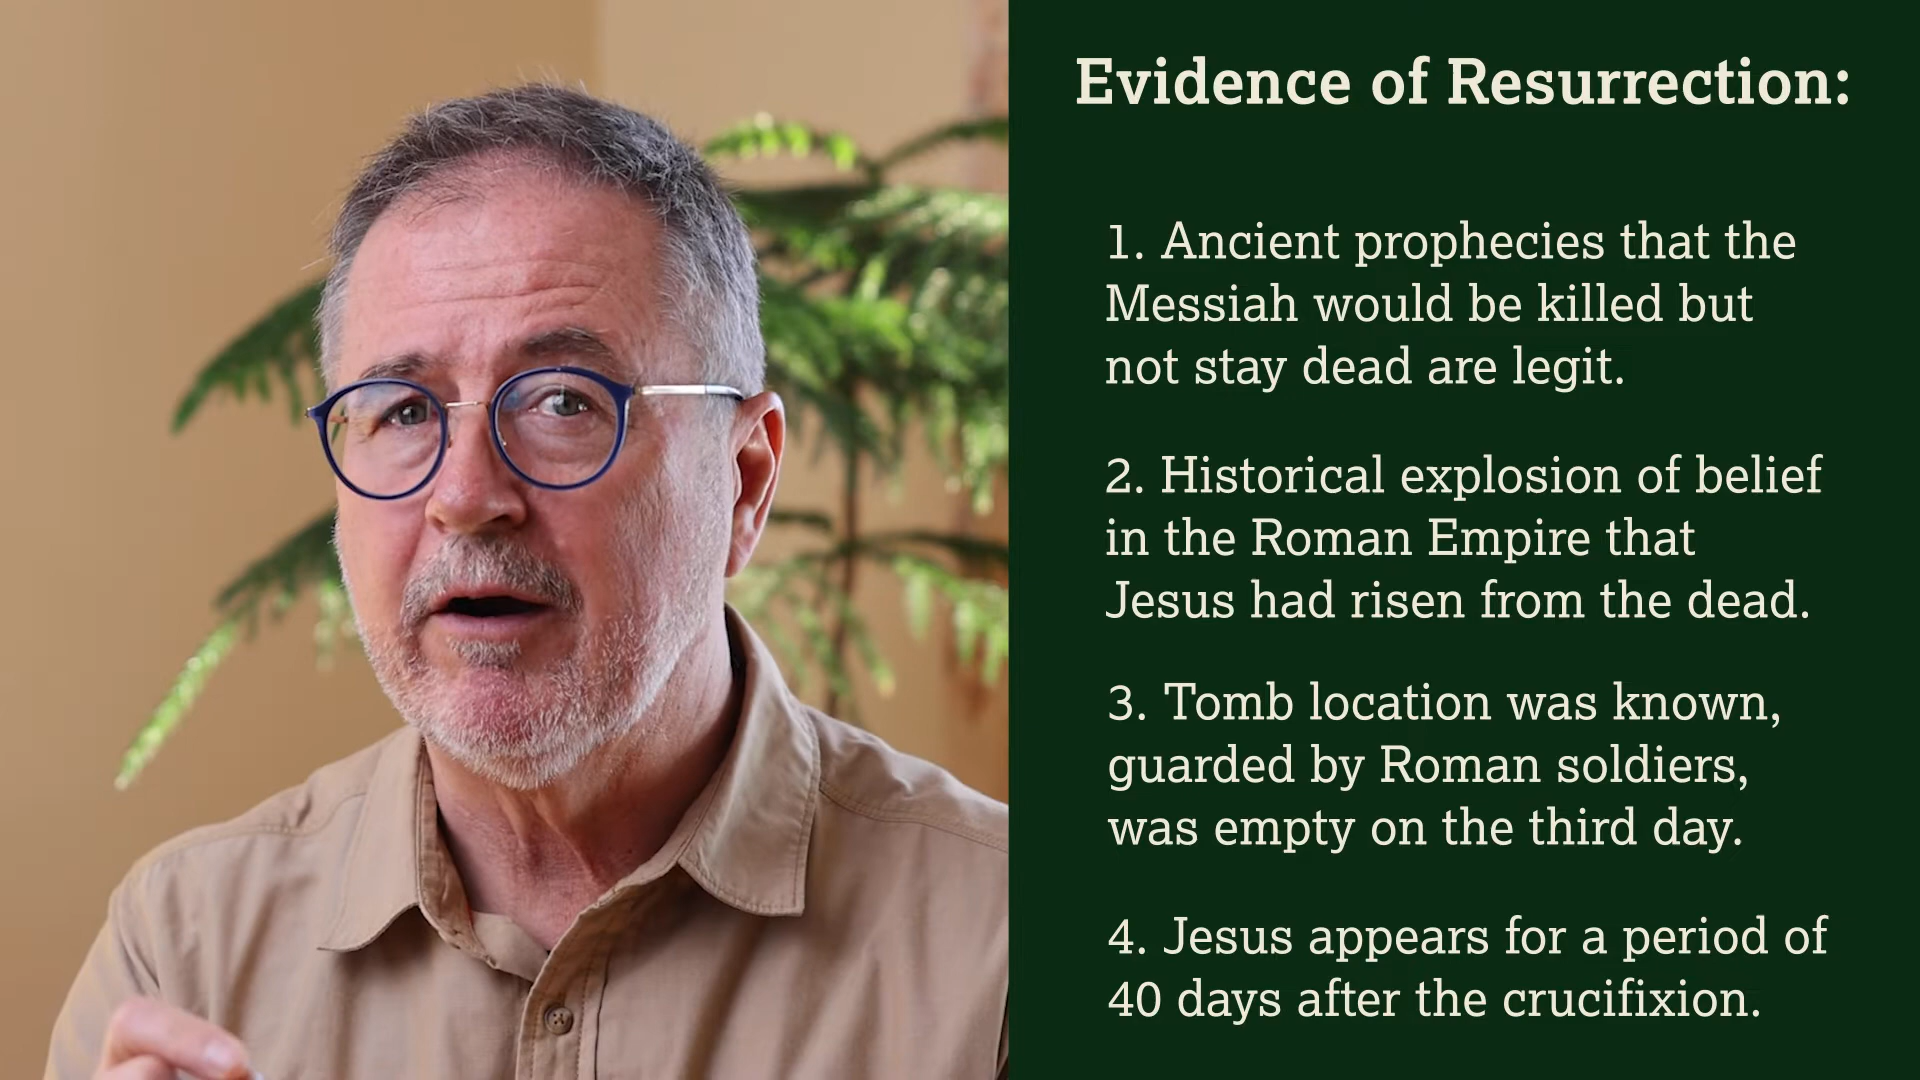 Evidence of Resurrection:
1. Ancient prophecies that the
Messiah would be killed but
not stay dead are legit.
2. Historical explosion of belief
in the Roman Empire that
Jesus had risen from the dead.
3. Tomb location was known,
guarded by Roman soldiers,
was empty on the third day.
4. Jesus appears for a period of
40 days after the crucifixion.